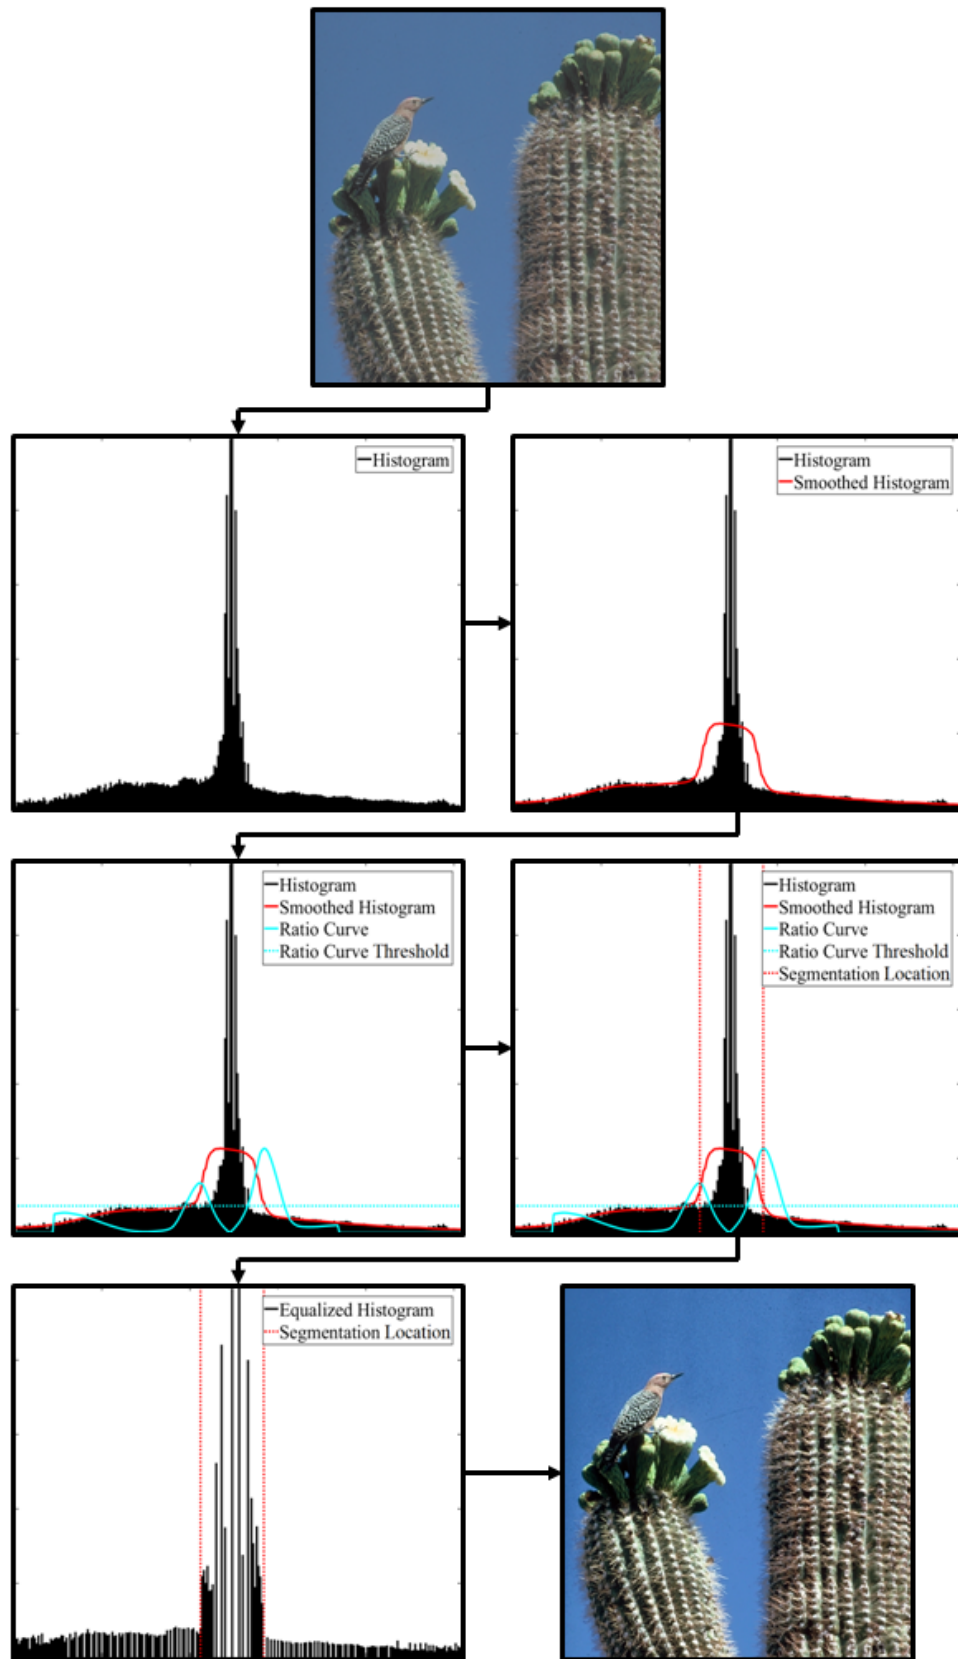 Histogram
Histogram
Smoothed Histogram
Histogram
Smoothed Histogram
Ratio Curve
Ratio Curve Threshold
Histogram
Smoothed Histogram
Ratio Curve
Ratio Curve Threshold
Segmentation Location
Equalized Histogram
Segmentation Location